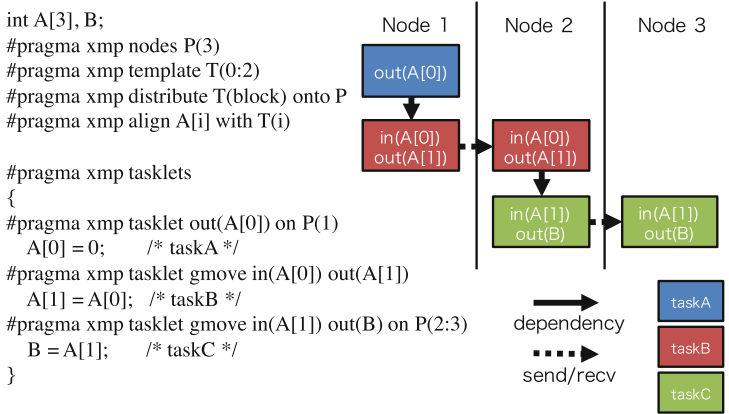 int A[3], B;
#pragma xmp nodes P(3)
#pragma xmp template T(0:2)
#pragma xmp distribute T(block) onto P
#pragma xmp align A[i] with T(i)
#pragma xmp tasklets
{
#pragma xmp tasklet out(A[0]) on P(1)
A[0] = 0; /* taskA */
#pragma xmp tasklet gmove in(A[0]) out(A[1])
A[1] = A[0]; /* taskB */
#pragma xmp tasklet gmove in(A[1]) out(B) on P(2:3)
B = A[1]; /* taskC */
}
Node 1
Node 2
Node 3
out(A[0])
in(A[0])
out(A[1])
in(A[0])
out(A[1])
in(A[1])
out(B)
in(A[1])
out(B)
dependency
send/recv
taskA
taskB
taskC